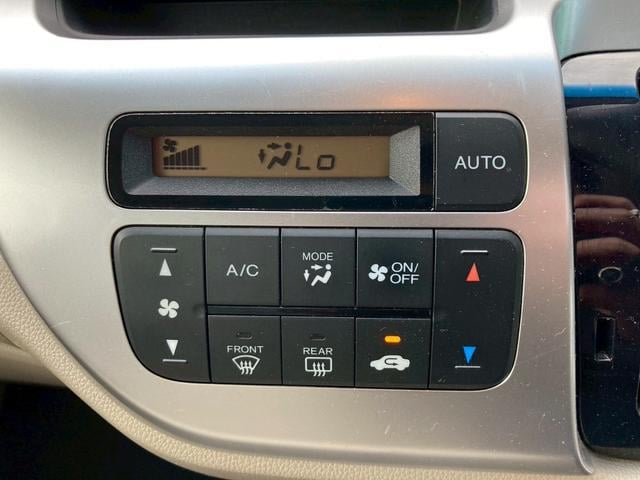 Lo
AUTO
A/C
MODE
ON/
OFF
FRONT
REAR